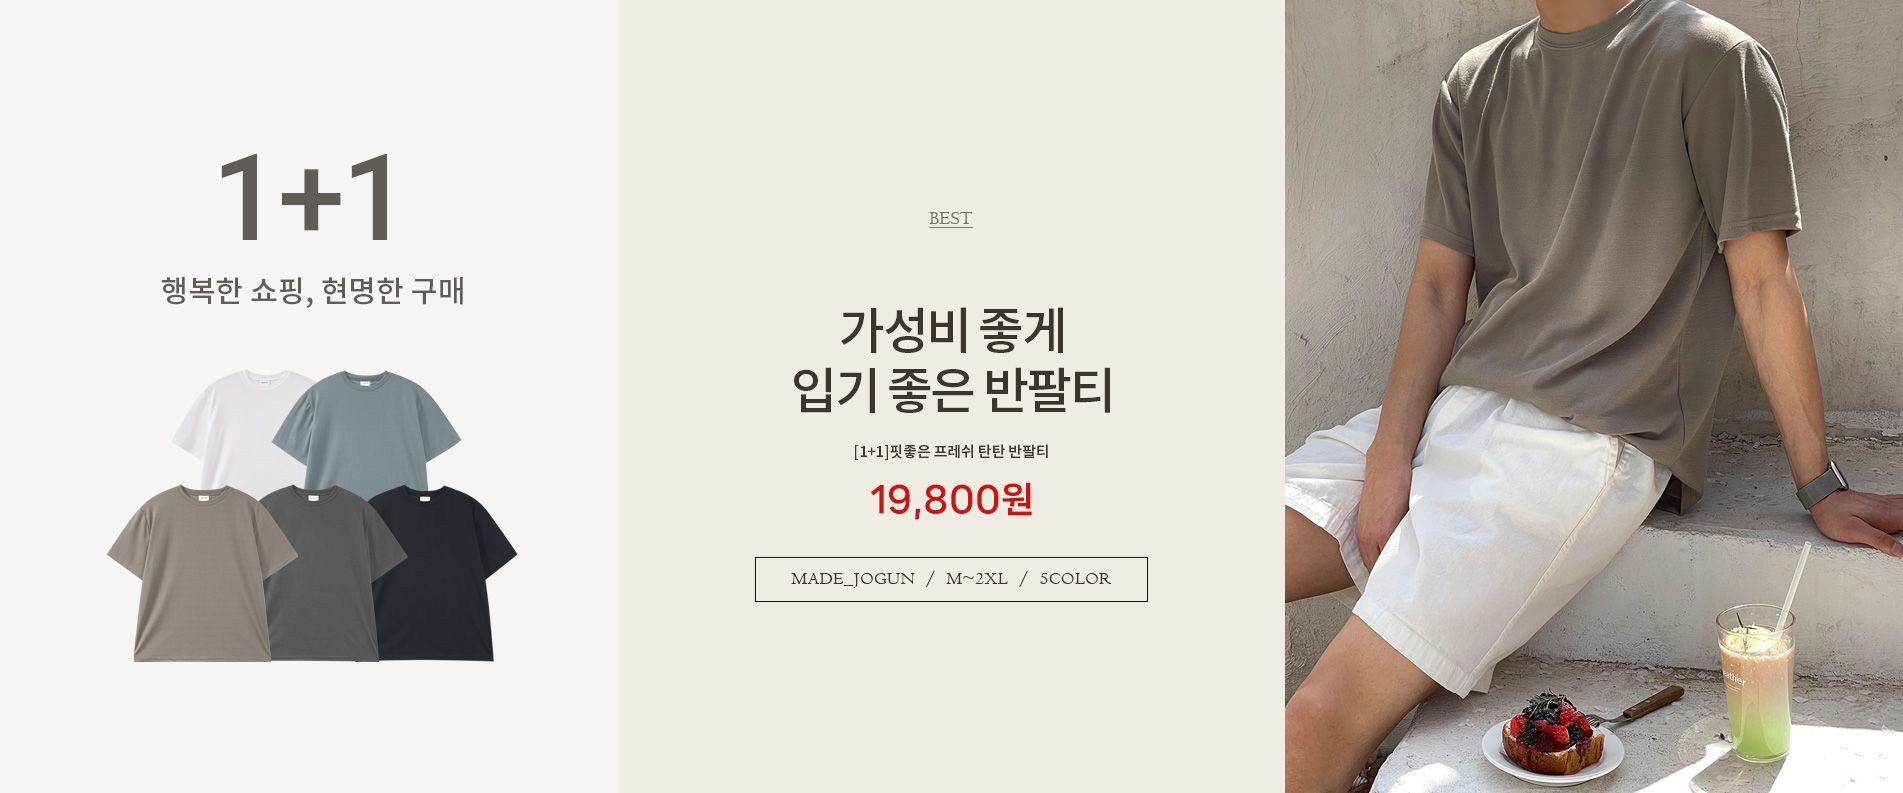 1+1
행복한 쇼핑, 현명한 구매
BEST
가성비 좋게
입기 좋은 반팔티
[1+1]핏좋은 프레쉬 탄탄 반팔티
19,800원
MADE_JOGUN / M~2XL / 5COLOR